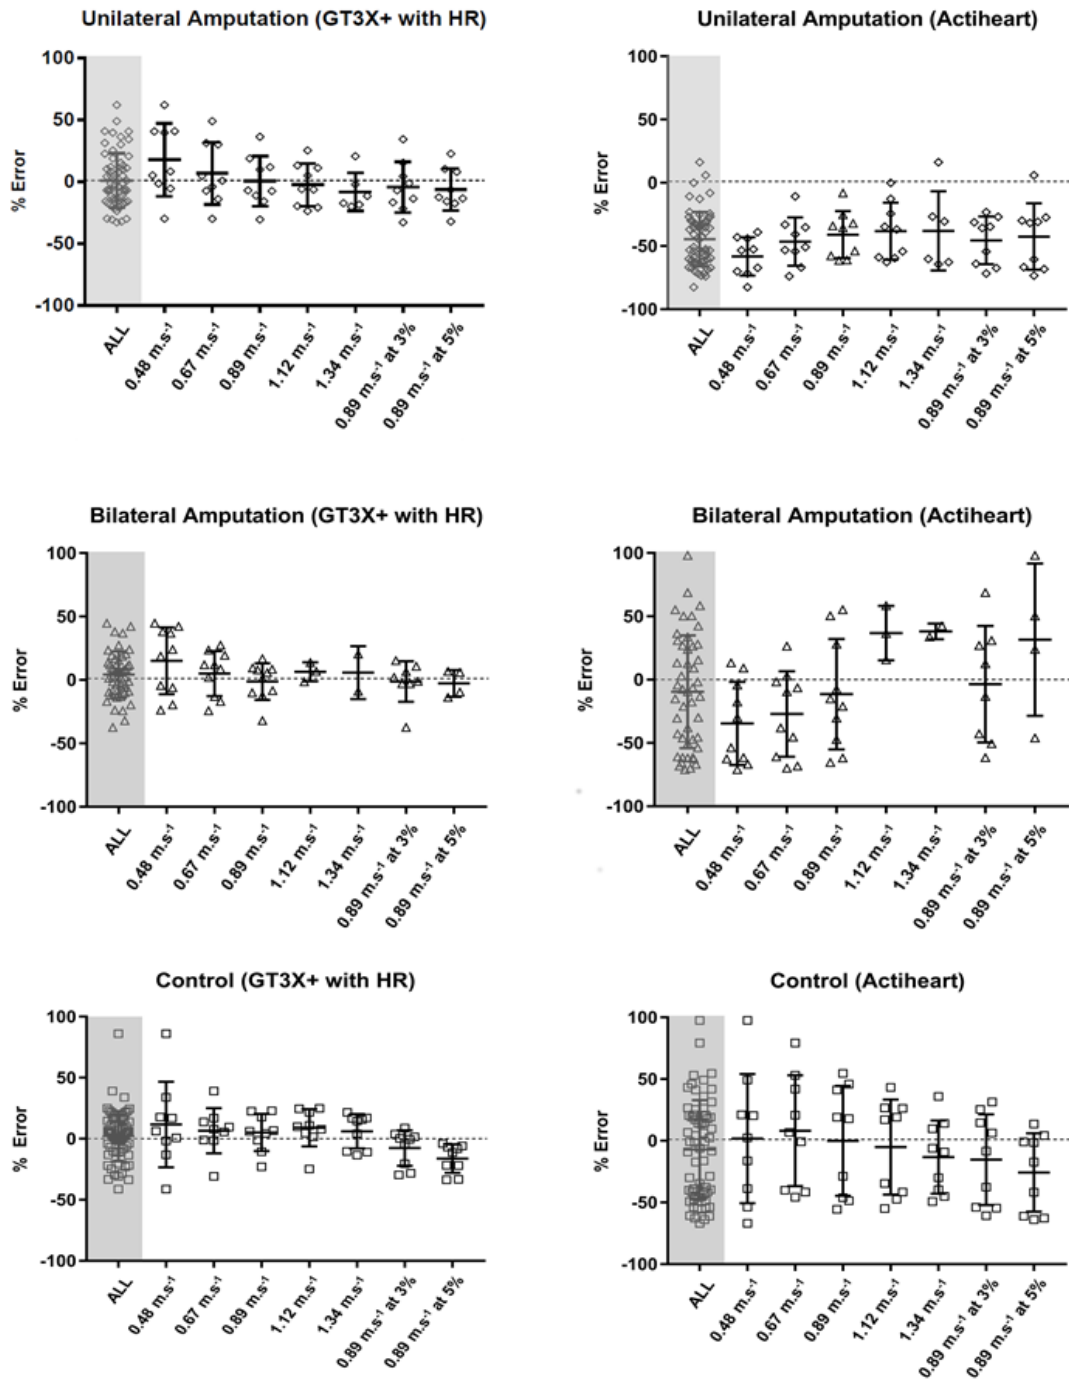 Unilateral Amputation (GT3X+ with HR)
100
50
0
-50
-100
% Error
ALL
0.48 m.s⁻¹
0.67 m.s⁻¹
0.89 m.s⁻¹
1.12 m.s⁻¹
1.34 m.s⁻¹
0.89 m.s⁻¹ at 3%
0.89 m.s⁻¹ at 5%
Unilateral Amputation (Actiheart)
100
50
0
-50
-100
% Error
ALL
0.48 m.s⁻¹
0.67 m.s⁻¹
0.89 m.s⁻¹
1.12 m.s⁻¹
1.34 m.s⁻¹
0.89 m.s⁻¹ at 3%
0.89 m.s⁻¹ at 5%
Bilateral Amputation (GT3X+ with HR)
100
50
0
-50
-100
% Error
ALL
0.48 m.s⁻¹
0.67 m.s⁻¹
0.89 m.s⁻¹
1.12 m.s⁻¹
1.34 m.s⁻¹
0.89 m.s⁻¹ at 3%
0.89 m.s⁻¹ at 5%
Bilateral Amputation (Actiheart)
100
50
0
-50
-100
% Error
ALL
0.48 m.s⁻¹
0.67 m.s⁻¹
0.89 m.s⁻¹
1.12 m.s⁻¹
1.34 m.s⁻¹
0.89 m.s⁻¹ at 3%
0.89 m.s⁻¹ at 5%
Control (GT3X+ with HR)
100
50
0
-50
-100
% Error
ALL
0.48 m.s⁻¹
0.67 m.s⁻¹
0.89 m.s⁻¹
1.12 m.s⁻¹
1.34 m.s⁻¹
0.89 m.s⁻¹ at 3%
0.89 m.s⁻¹ at 5%
Control (Actiheart)
100
50
0
-50
-100
% Error
ALL
0.48 m.s⁻¹
0.67 m.s⁻¹
0.89 m.s⁻¹
1.12 m.s⁻¹
1.34 m.s⁻¹
0.89 m.s⁻¹ at 3%
0.89 m.s⁻¹ at 5%